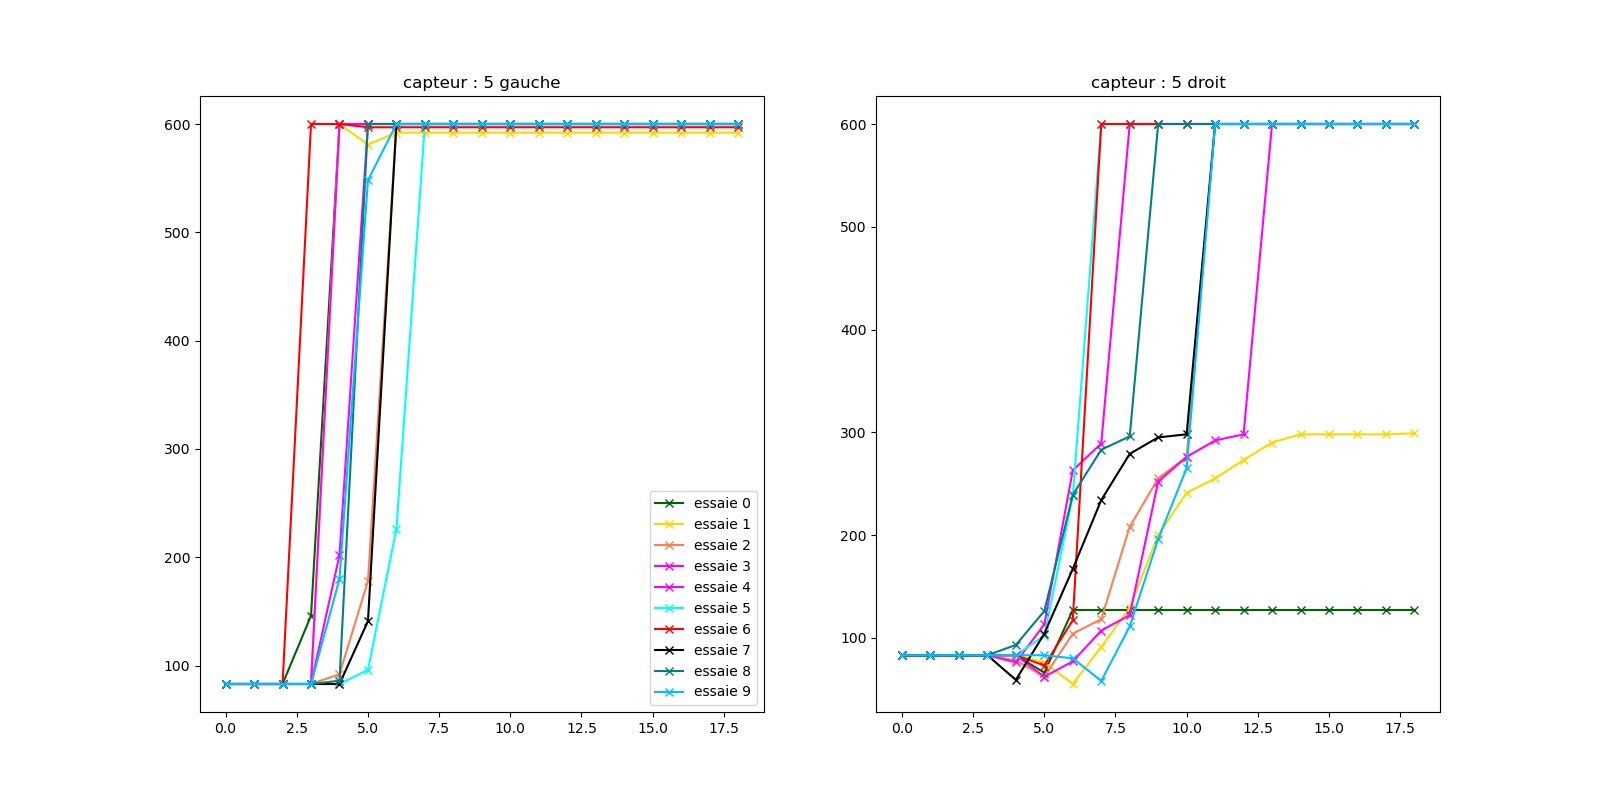 capteur : 5 gauche
600
500
400
300
200
100
0.0 2.5 5.0 7.5 10.0 12.5 15.0 17.5
essaie 0
essaie 1
essaie 2
essaie 3
essaie 4
essaie 5
essaie 6
essaie 7
essaie 8
essaie 9
capteur : 5 droit
600
500
400
300
200
100
0.0 2.5 5.0 7.5 10.0 12.5 15.0 17.5